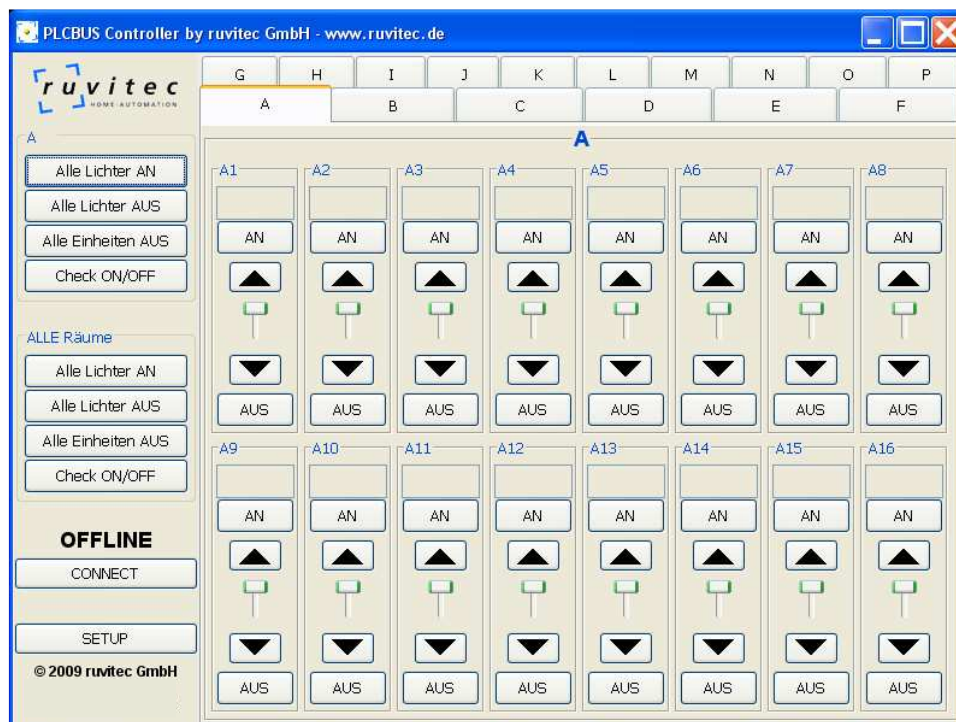 PLCBUS Controller by ruvitec GmbH - www.ruvitec.de
ruvitec
HOME-AUTOMATION
G H I J K L M N O P
A B C D E F
A
Alle Lichter AN
Alle Lichter AUS
Alle Einheiten AUS
Check ON/OFF
ALLE Räume
Alle Lichter AN
Alle Lichter AUS
Alle Einheiten AUS
Check ON/OFF
OFFLINE
CONNECT
SETUP
© 2009 ruvitec GmbH
A
A1 A2 A3 A4 A5 A6 A7 A8
AN AN AN AN AN AN AN AN
AUS AUS AUS AUS AUS AUS AUS AUS
A9 A10 A11 A12 A13 A14 A15 A16
AN AN AN AN AN AN AN AN
AUS AUS AUS AUS AUS AUS AUS AUS